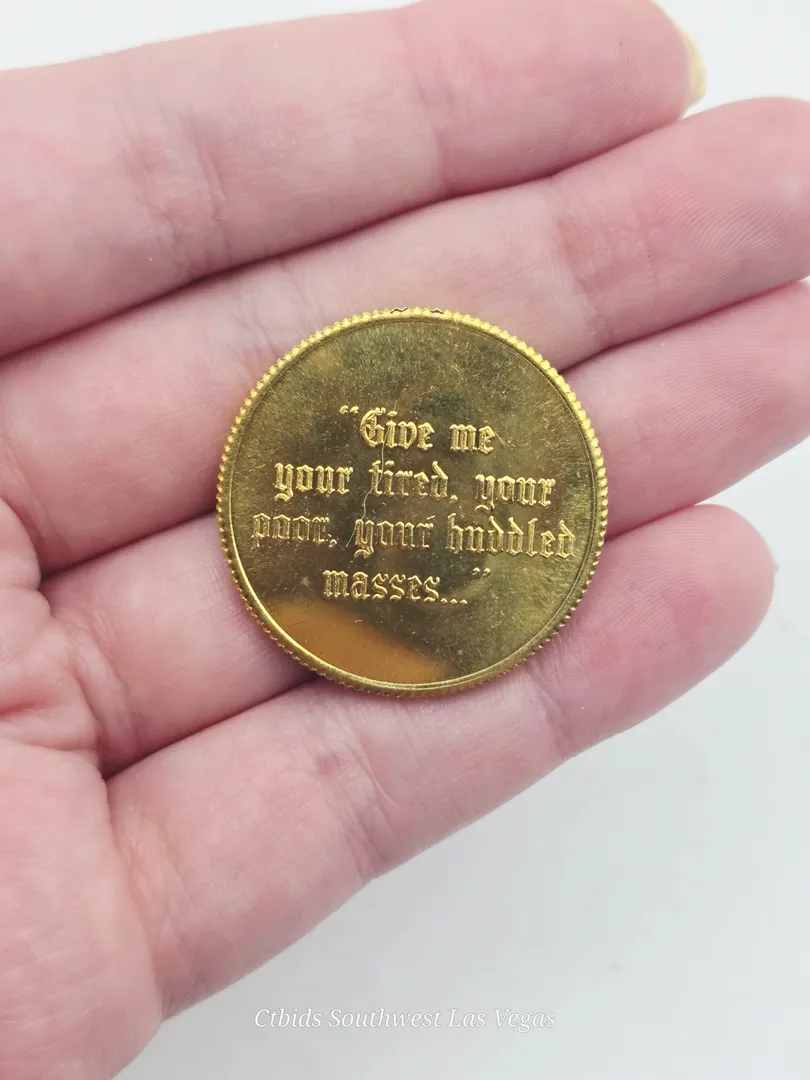 “Give me
your tired, your
poor, your huddled
masses...”
Ctbids Southwest Las Vegas